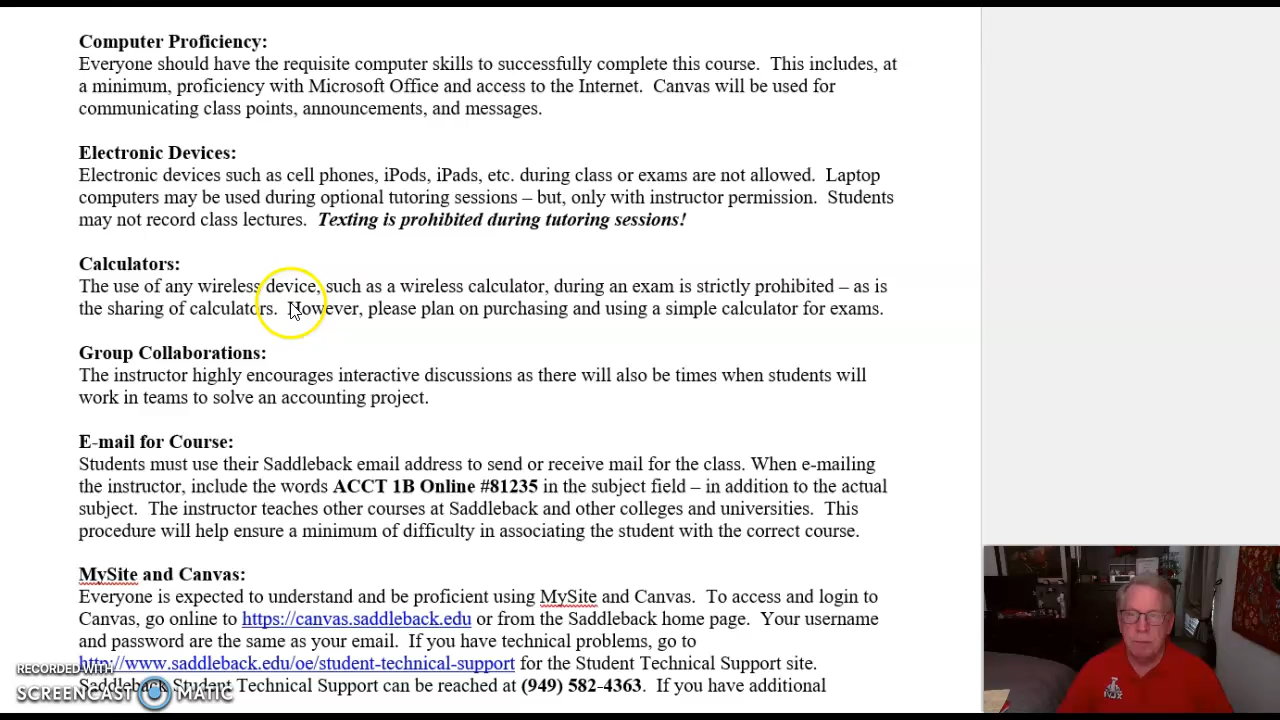 Computer Proficiency:
Everyone should have the requisite computer skills to successfully complete this course.  This includes, at
a minimum, proficiency with Microsoft Office and access to the Internet.  Canvas will be used for
communicating class points, announcements, and messages.
Electronic Devices:
Electronic devices such as cell phones, iPods, iPads, etc. during class or exams are not allowed.  Laptop
computers may be used during optional tutoring sessions – but, only with instructor permission.  Students
may not record class lectures.  Texting is prohibited during tutoring sessions!
Calculators:
The use of any wireless device, such as a wireless calculator, during an exam is strictly prohibited – as is
the sharing of calculators.  However, please plan on purchasing and using a simple calculator for exams.
Group Collaborations:
The instructor highly encourages interactive discussions as there will also be times when students will
work in teams to solve an accounting project.
E-mail for Course:
Students must use their Saddleback email address to send or receive mail for the class. When e-mailing
the instructor, include the words ACCT 1B Online #81235 in the subject field – in addition to the actual
subject.  The instructor teaches other courses at Saddleback and other colleges and universities.  This
procedure will help ensure a minimum of difficulty in associating the student with the correct course.
MySite and Canvas:
Everyone is expected to understand and be proficient using MySite and Canvas.  To access and login to
Canvas, go online to https://canvas.saddleback.edu or from the Saddleback home page.  Your username
and password are the same as your email.  If you have technical problems, go to
http://www.saddleback.edu/oe/student-technical-support for the Student Technical Support site.
Saddleback Student Technical Support can be reached at (949) 582-4363.  If you have additional
RECORDED WITH
SCREENCAST MATIC